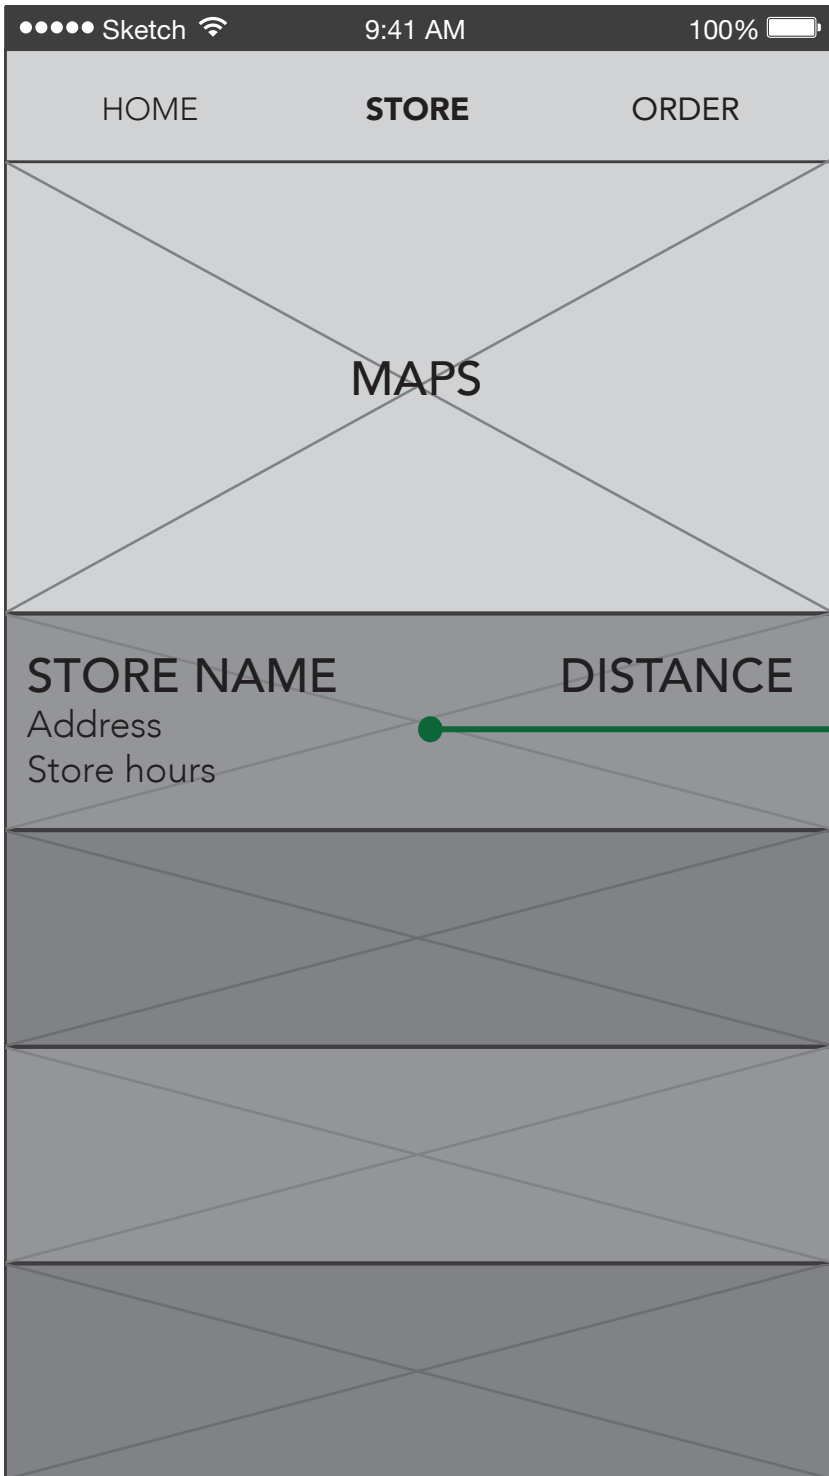 Sketch 9:41 AM 100%
HOME STORE ORDER
MAPS
STORE NAME DISTANCE
Address
Store hours